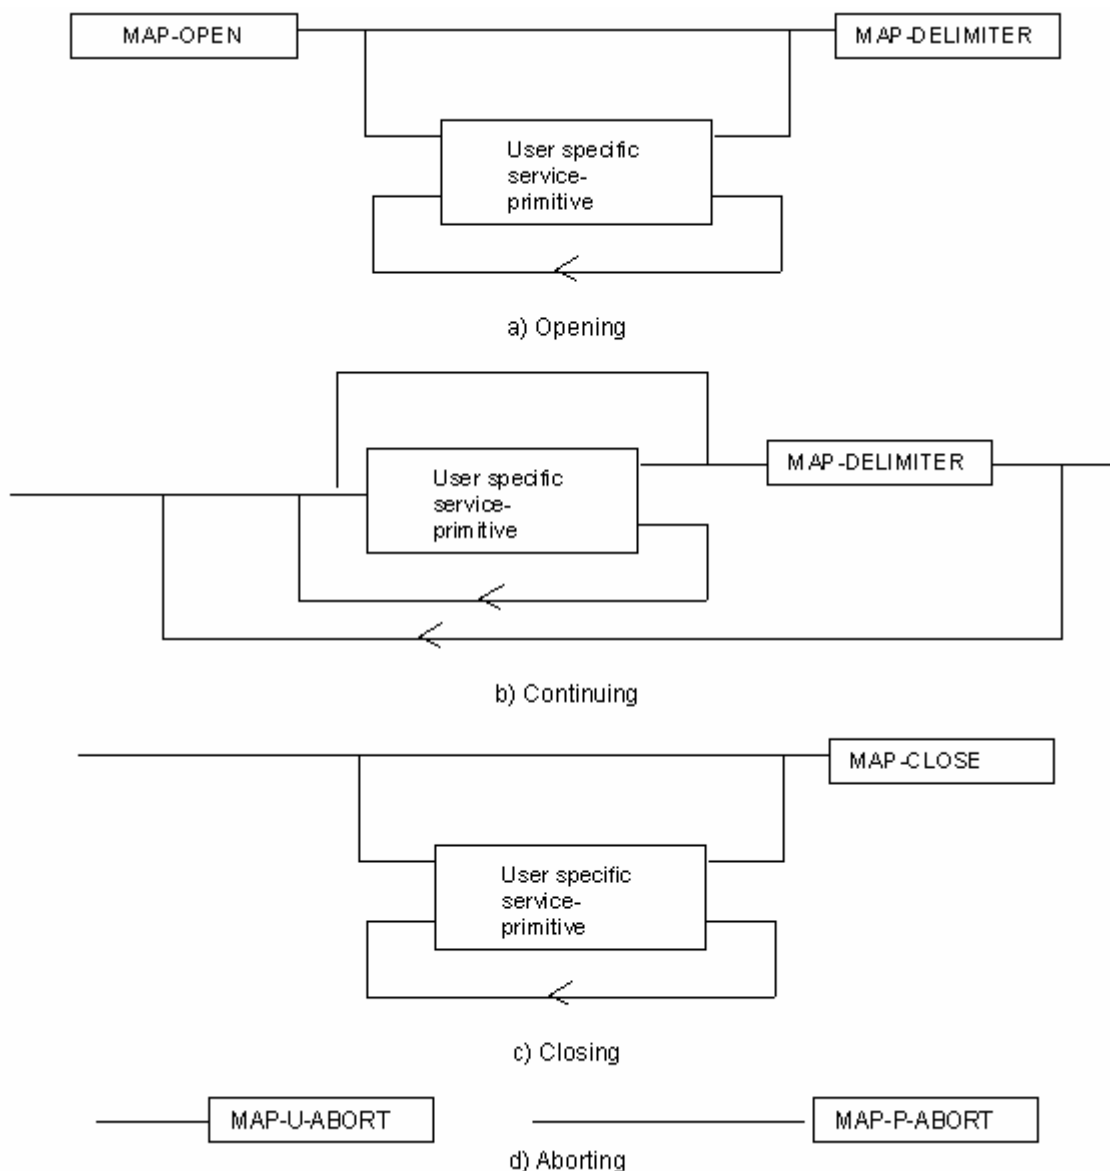 MAP-OPEN
MAP-DELIMITER
User specific
service-
primitive
a) Opening
User specific
service-
primitive
MAP-DELIMITER
b) Continuing
MAP-CLOSE
User specific
service-
primitive
c) Closing
MAP-U-ABORT
MAP-P-ABORT
d) Aborting